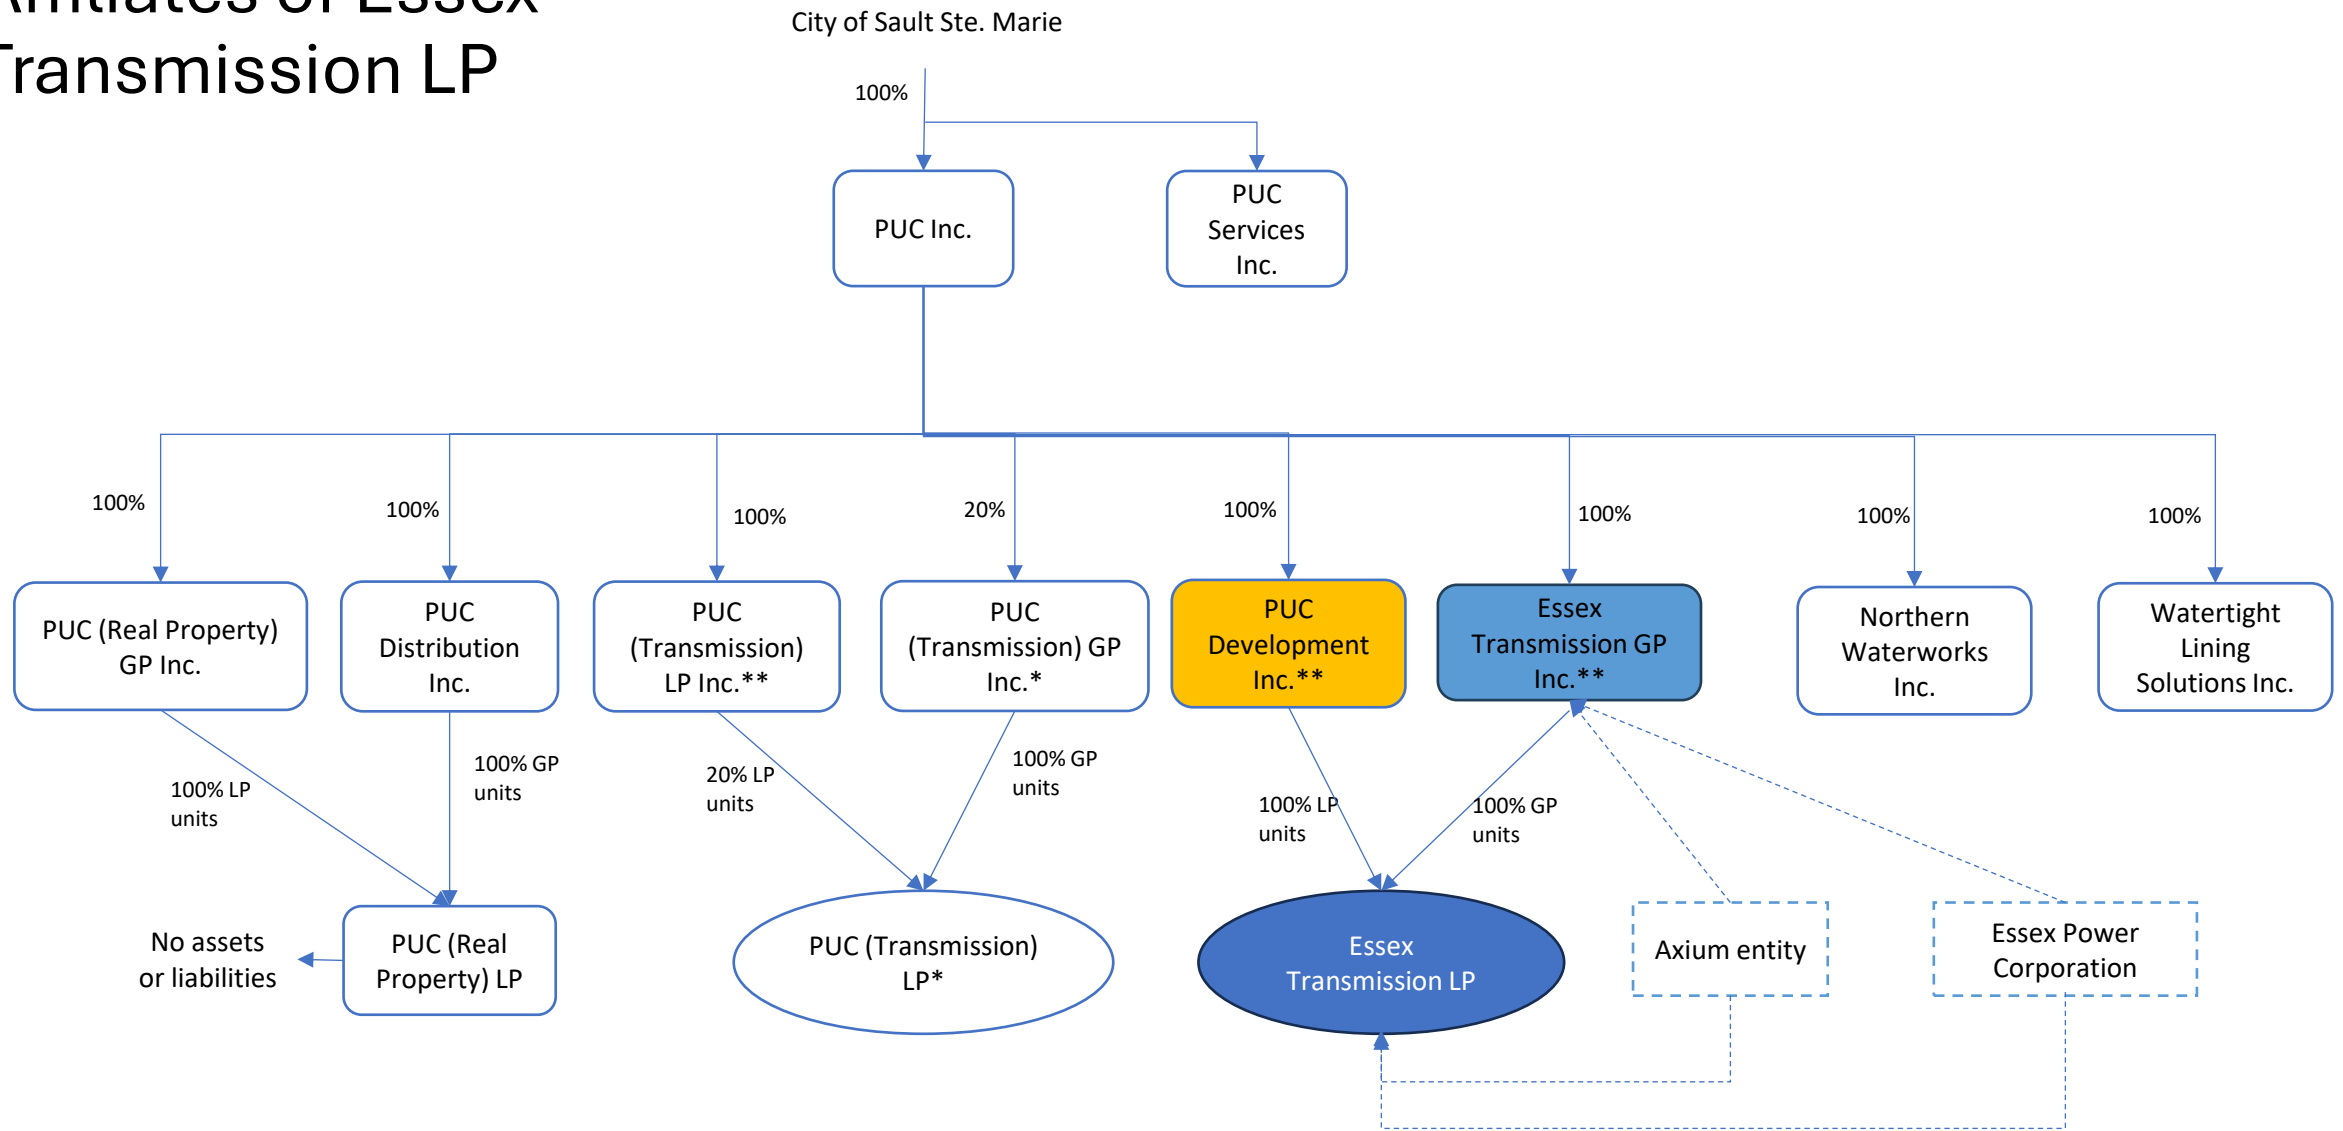 Affiliates of Essex
Transmission LP
City of Sault Ste. Marie
100%
PUC Inc.
PUC
Services
Inc.
100%
100%
100%
20%
100%
100%
100%
100%
PUC (Real Property)
GP Inc.
PUC
Distribution
Inc.
PUC
(Transmission)
LP Inc.**
PUC
(Transmission) GP
Inc.*
PUC
Development
Inc.**
Essex
Transmission GP
Inc.**
Northern
Waterworks
Inc.
Watertight
Lining
Solutions Inc.
100% LP
units
100% GP
units
20% LP
units
100% GP
units
100% LP
units
100% GP
units
No assets
or liabilities
PUC (Real
Property) LP
PUC (Transmission)
LP*
Essex
Transmission LP
Axium entity
Essex Power
Corporation